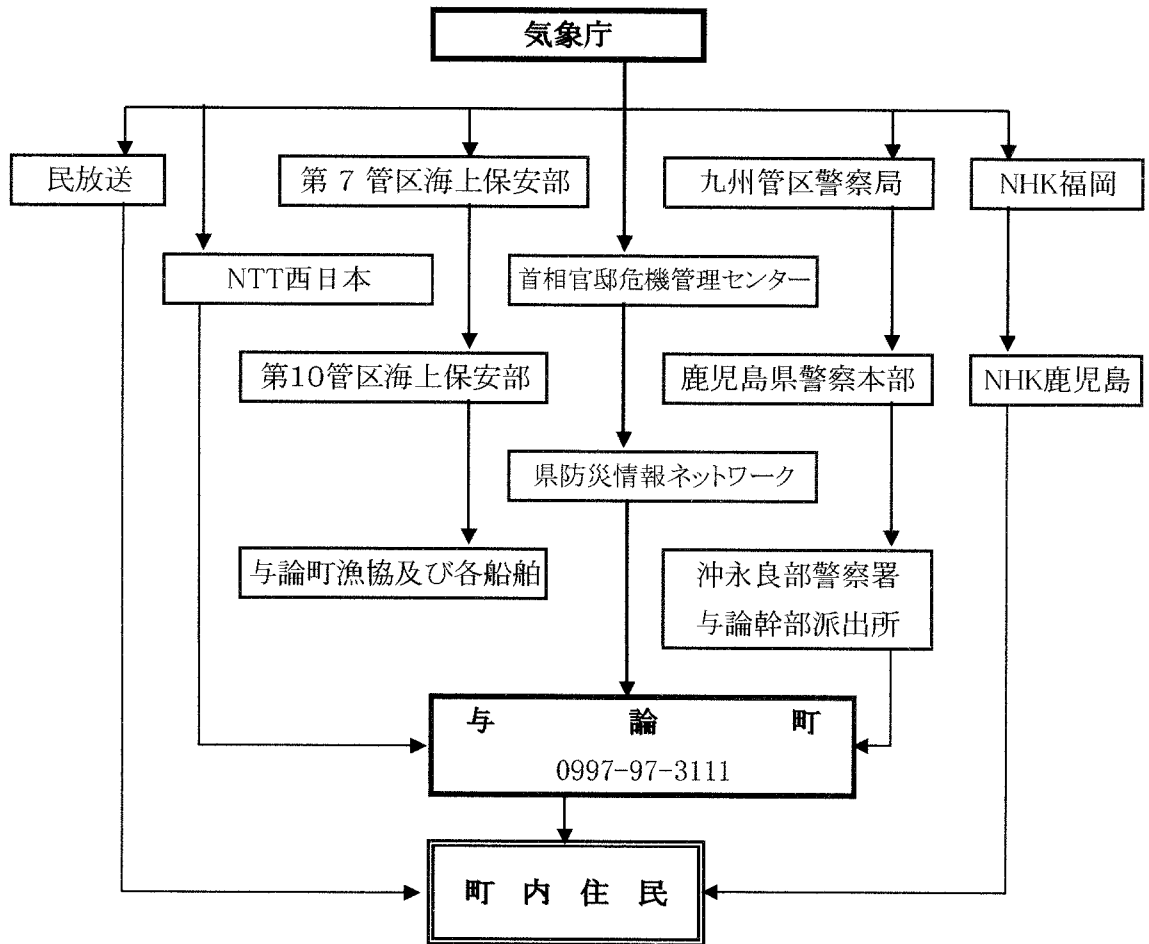 気象庁
民放送
第7管区海上保安部
九州管区警察局
NHK福岡
NTT西日本
首相官邸危機管理センター
第10管区海上保安部
鹿児島県警察本部
NHK鹿児島
県防災情報ネットワーク
与論町漁協及び各船舶
沖永良部警察署
与論幹部派出所
与論町
0997-97-3111
町内住民